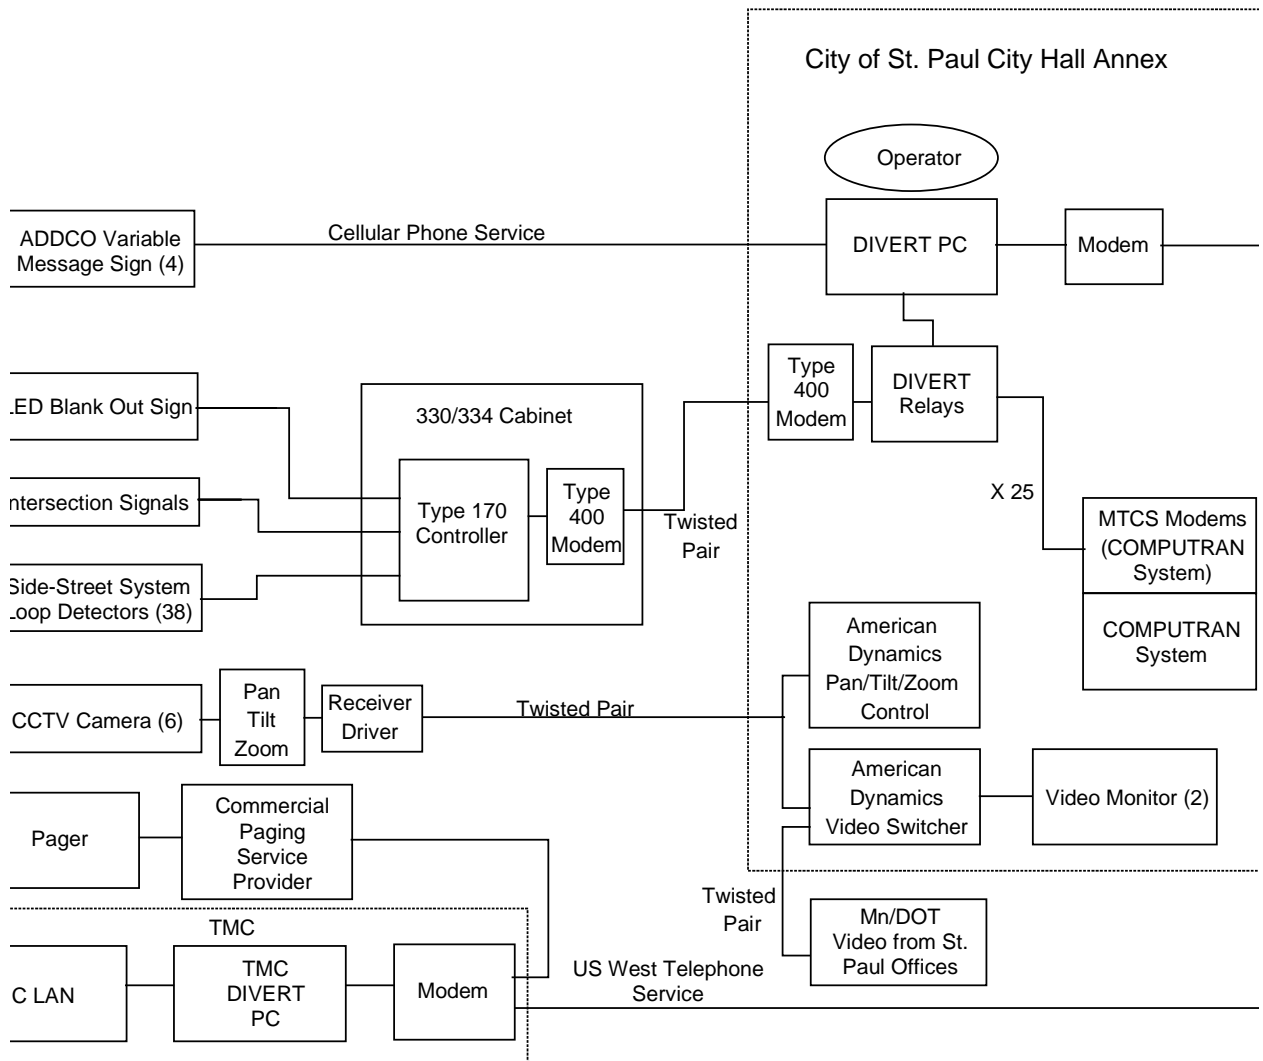 City of St. Paul City Hall Annex
Operator
ADDCO Variable
Message Sign (4)
Cellular Phone Service
DIVERT PC
Modem
LED Blank Out Sign
330/334 Cabinet
Type
400
Modem
DIVERT
Relays
ntersection Signals
Type 170
Controller
Type
400
Modem
Twisted
Pair
X 25
MTCS Modems
(COMPUTRAN
System)
COMPUTRAN
System
Side-Street System
Loop Detectors (38)
American
Dynamics
Pan/Tilt/Zoom
Control
CCTV Camera (6)
Pan
Tilt
Zoom
Receiver
Driver
Twisted Pair
American
Dynamics
Video Switcher
Video Monitor (2)
Pager
Commercial
Paging
Service
Provider
Twisted
Pair
Mn/DOT
Video from St.
Paul Offices
TMC
C LAN
TMC
DIVERT
PC
Modem
US West Telephone
Service